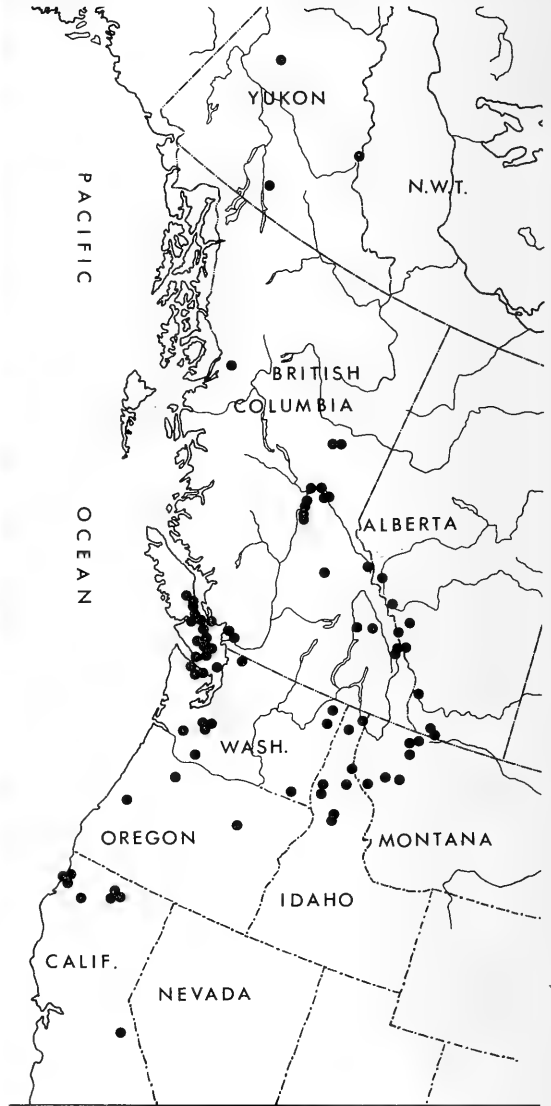 YUKON
N.W.T.
PACIFIC
BRITISH
COLUMBIA
OCEAN
ALBERTA
WASH.
OREGON
MONTANA
IDAHO
CALIF.
NEVADA